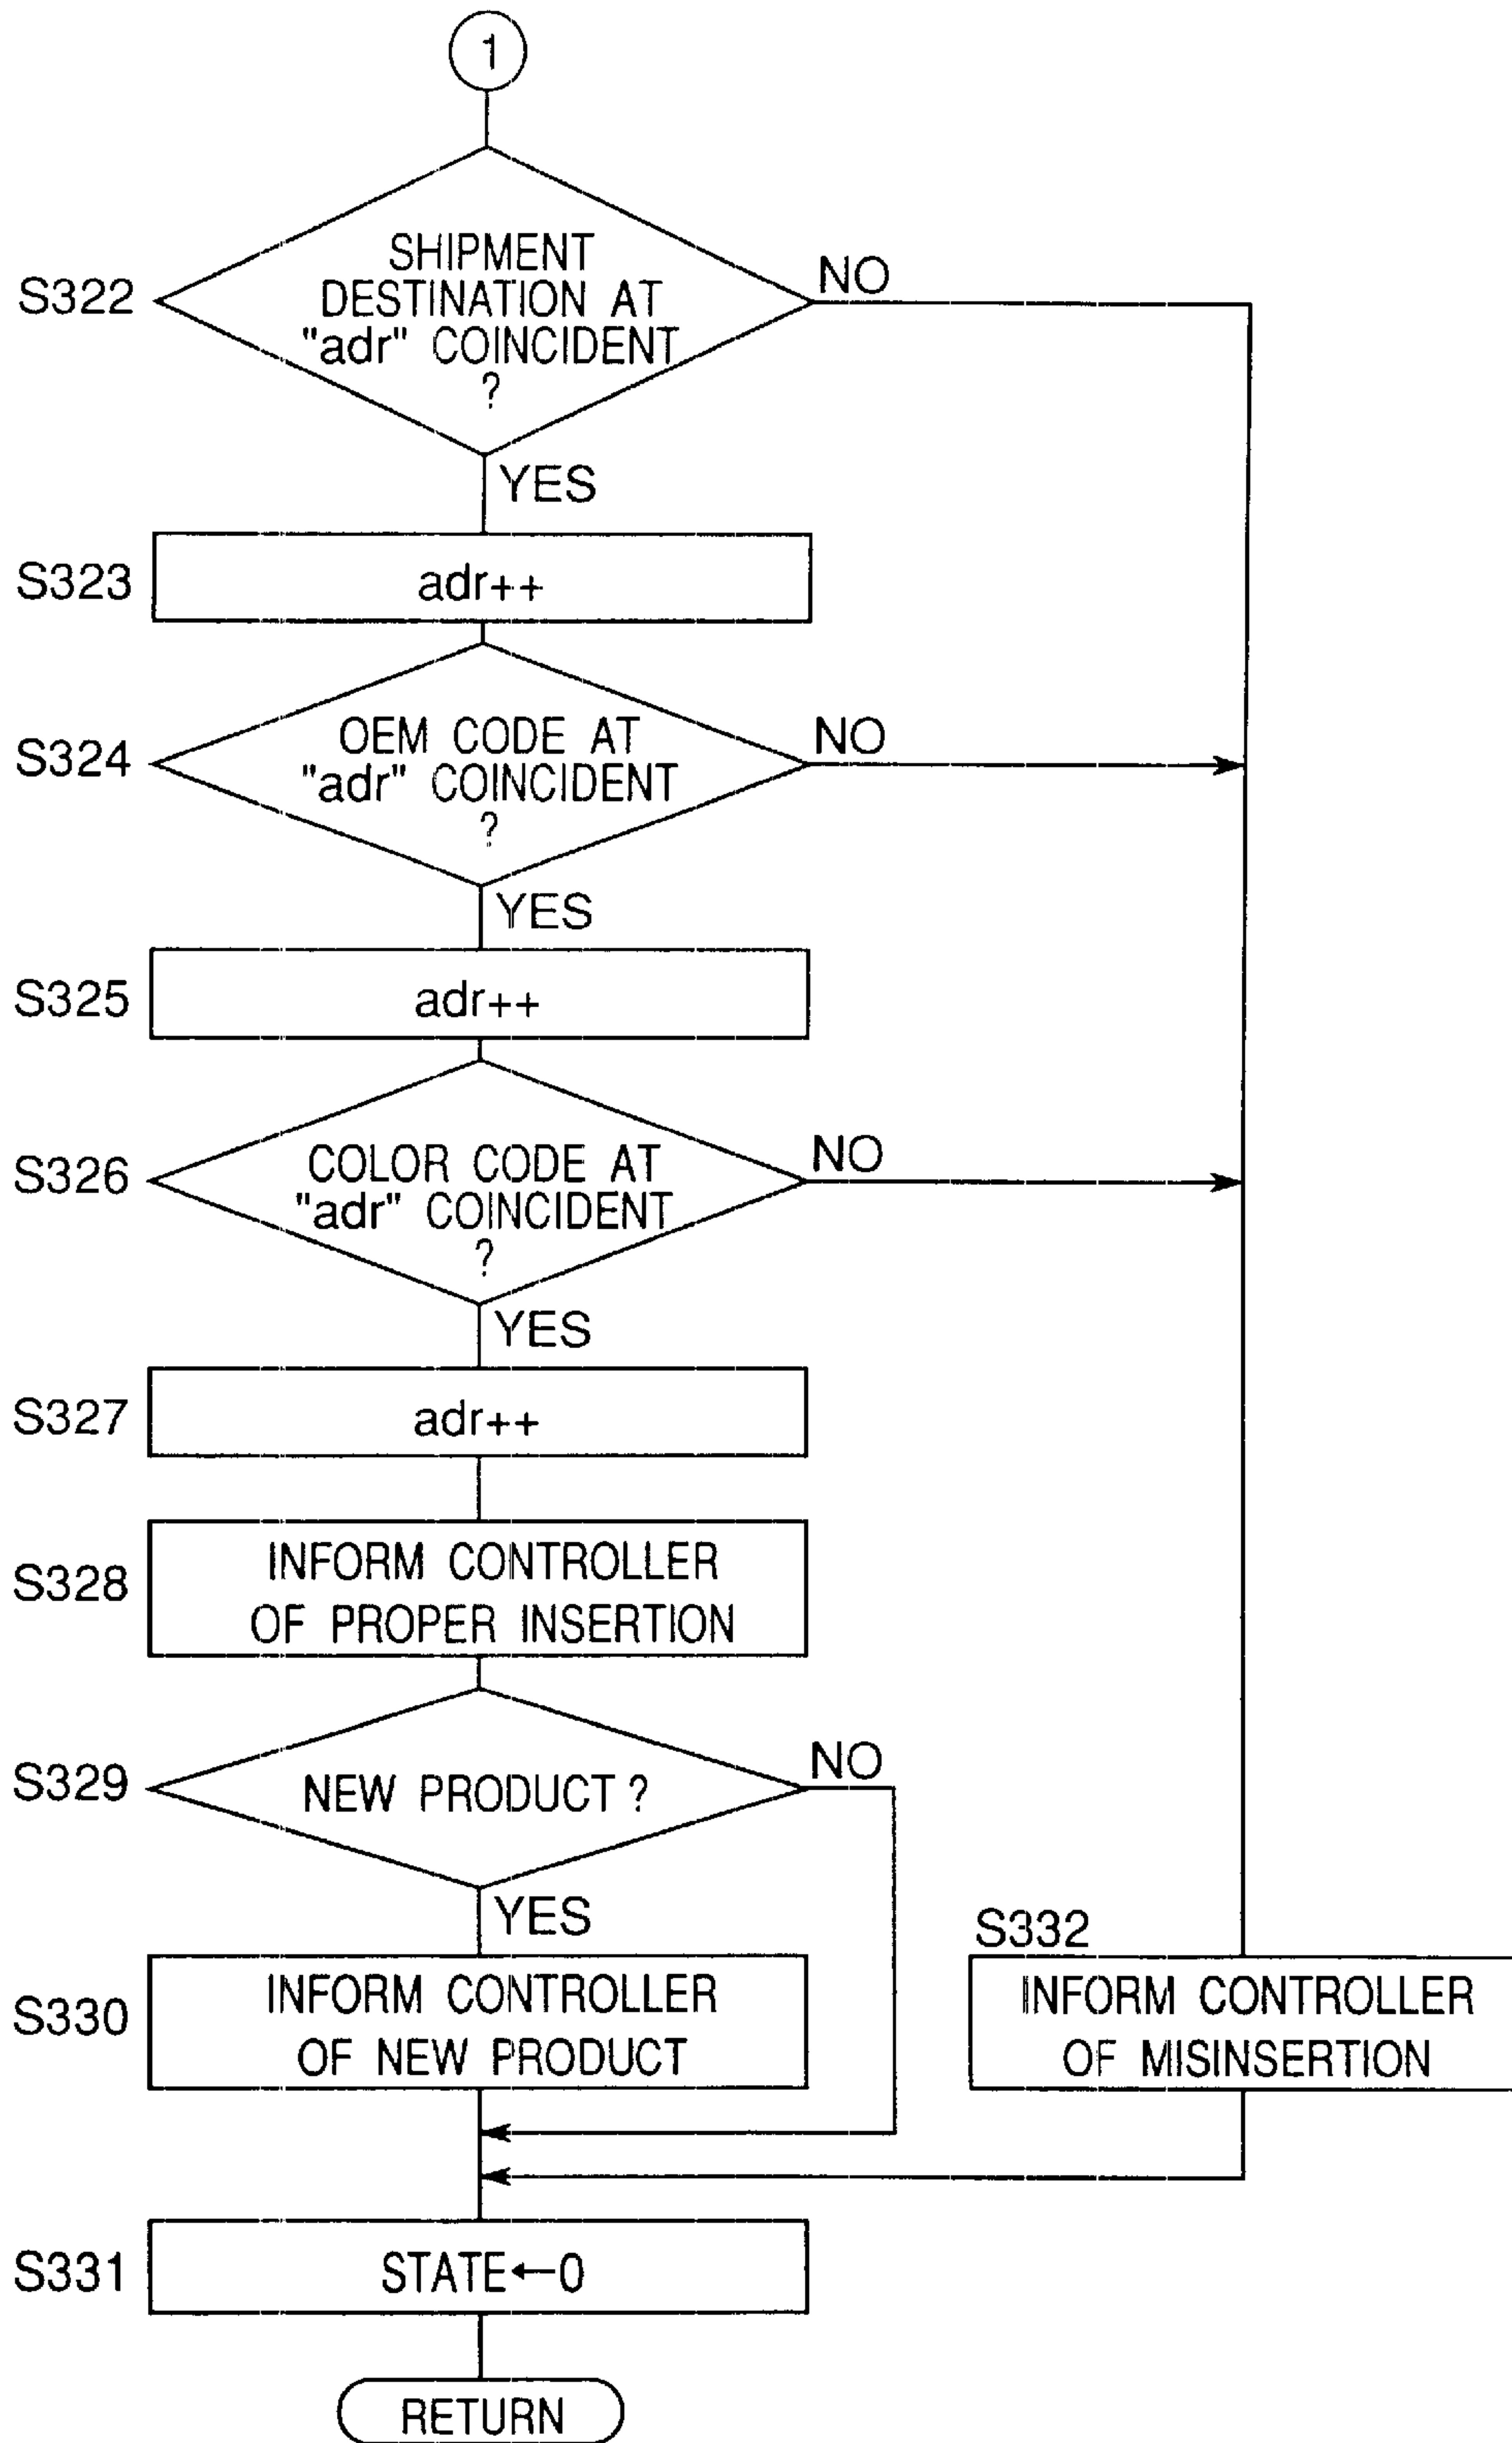 1
S322
SHIPMENT
DESTINATION AT
"adr" COINCIDENT
?
NO
YES
S323
adr++
S324
OEM CODE AT
"adr" COINCIDENT
?
NO
YES
S325
adr++
S326
COLOR CODE AT
"adr" COINCIDENT
?
NO
YES
S327
adr++
S328
INFORM CONTROLLER
OF PROPER INSERTION
S329
NEW PRODUCT ?
NO
YES
S330
INFORM CONTROLLER
OF NEW PRODUCT
S332
INFORM CONTROLLER
OF MISINSERTION
S331
STATE←0
RETURN